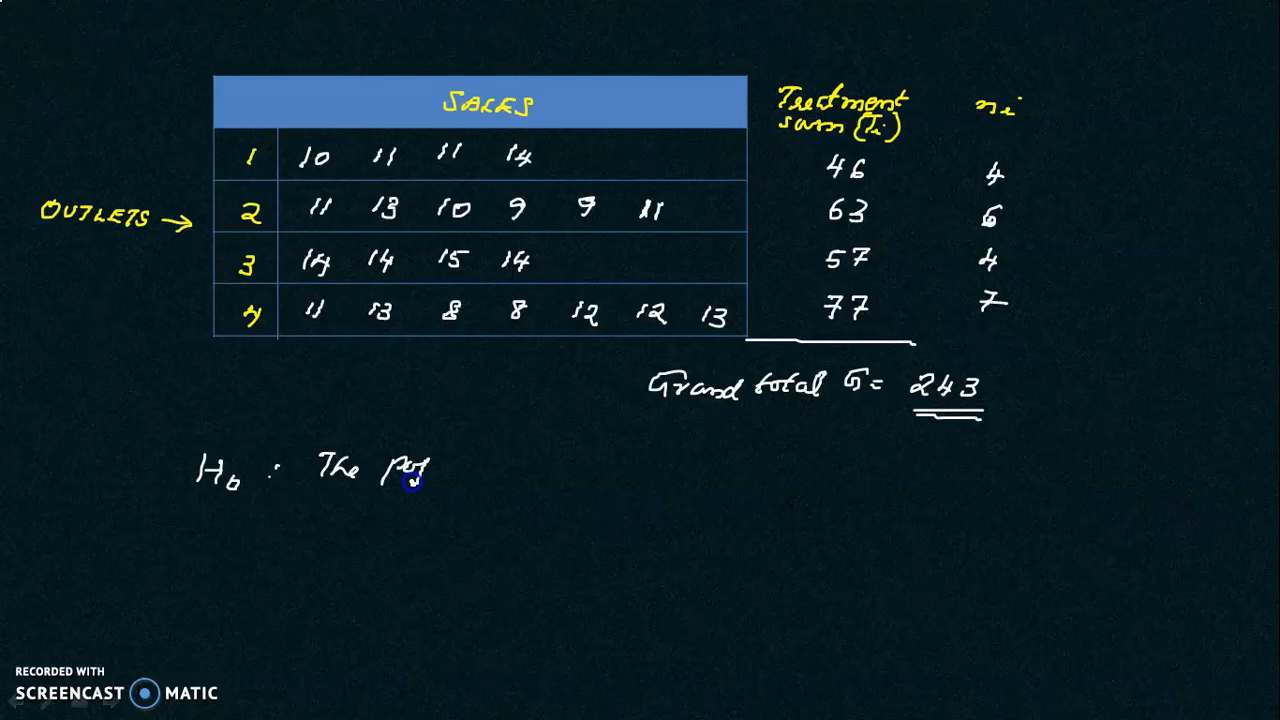 SALES Treatment ni
sum (Ti)
1 10 11 11 14 46 4
OUTLETS → 2 11 13 10 9 9 11 63 6
3 14 14 15 14 57 4
4 11 13 8 8 12 12 13 77 7
Grand total G = 243
H0 : The pop
RECORDED WITH
SCREENCAST MATIC